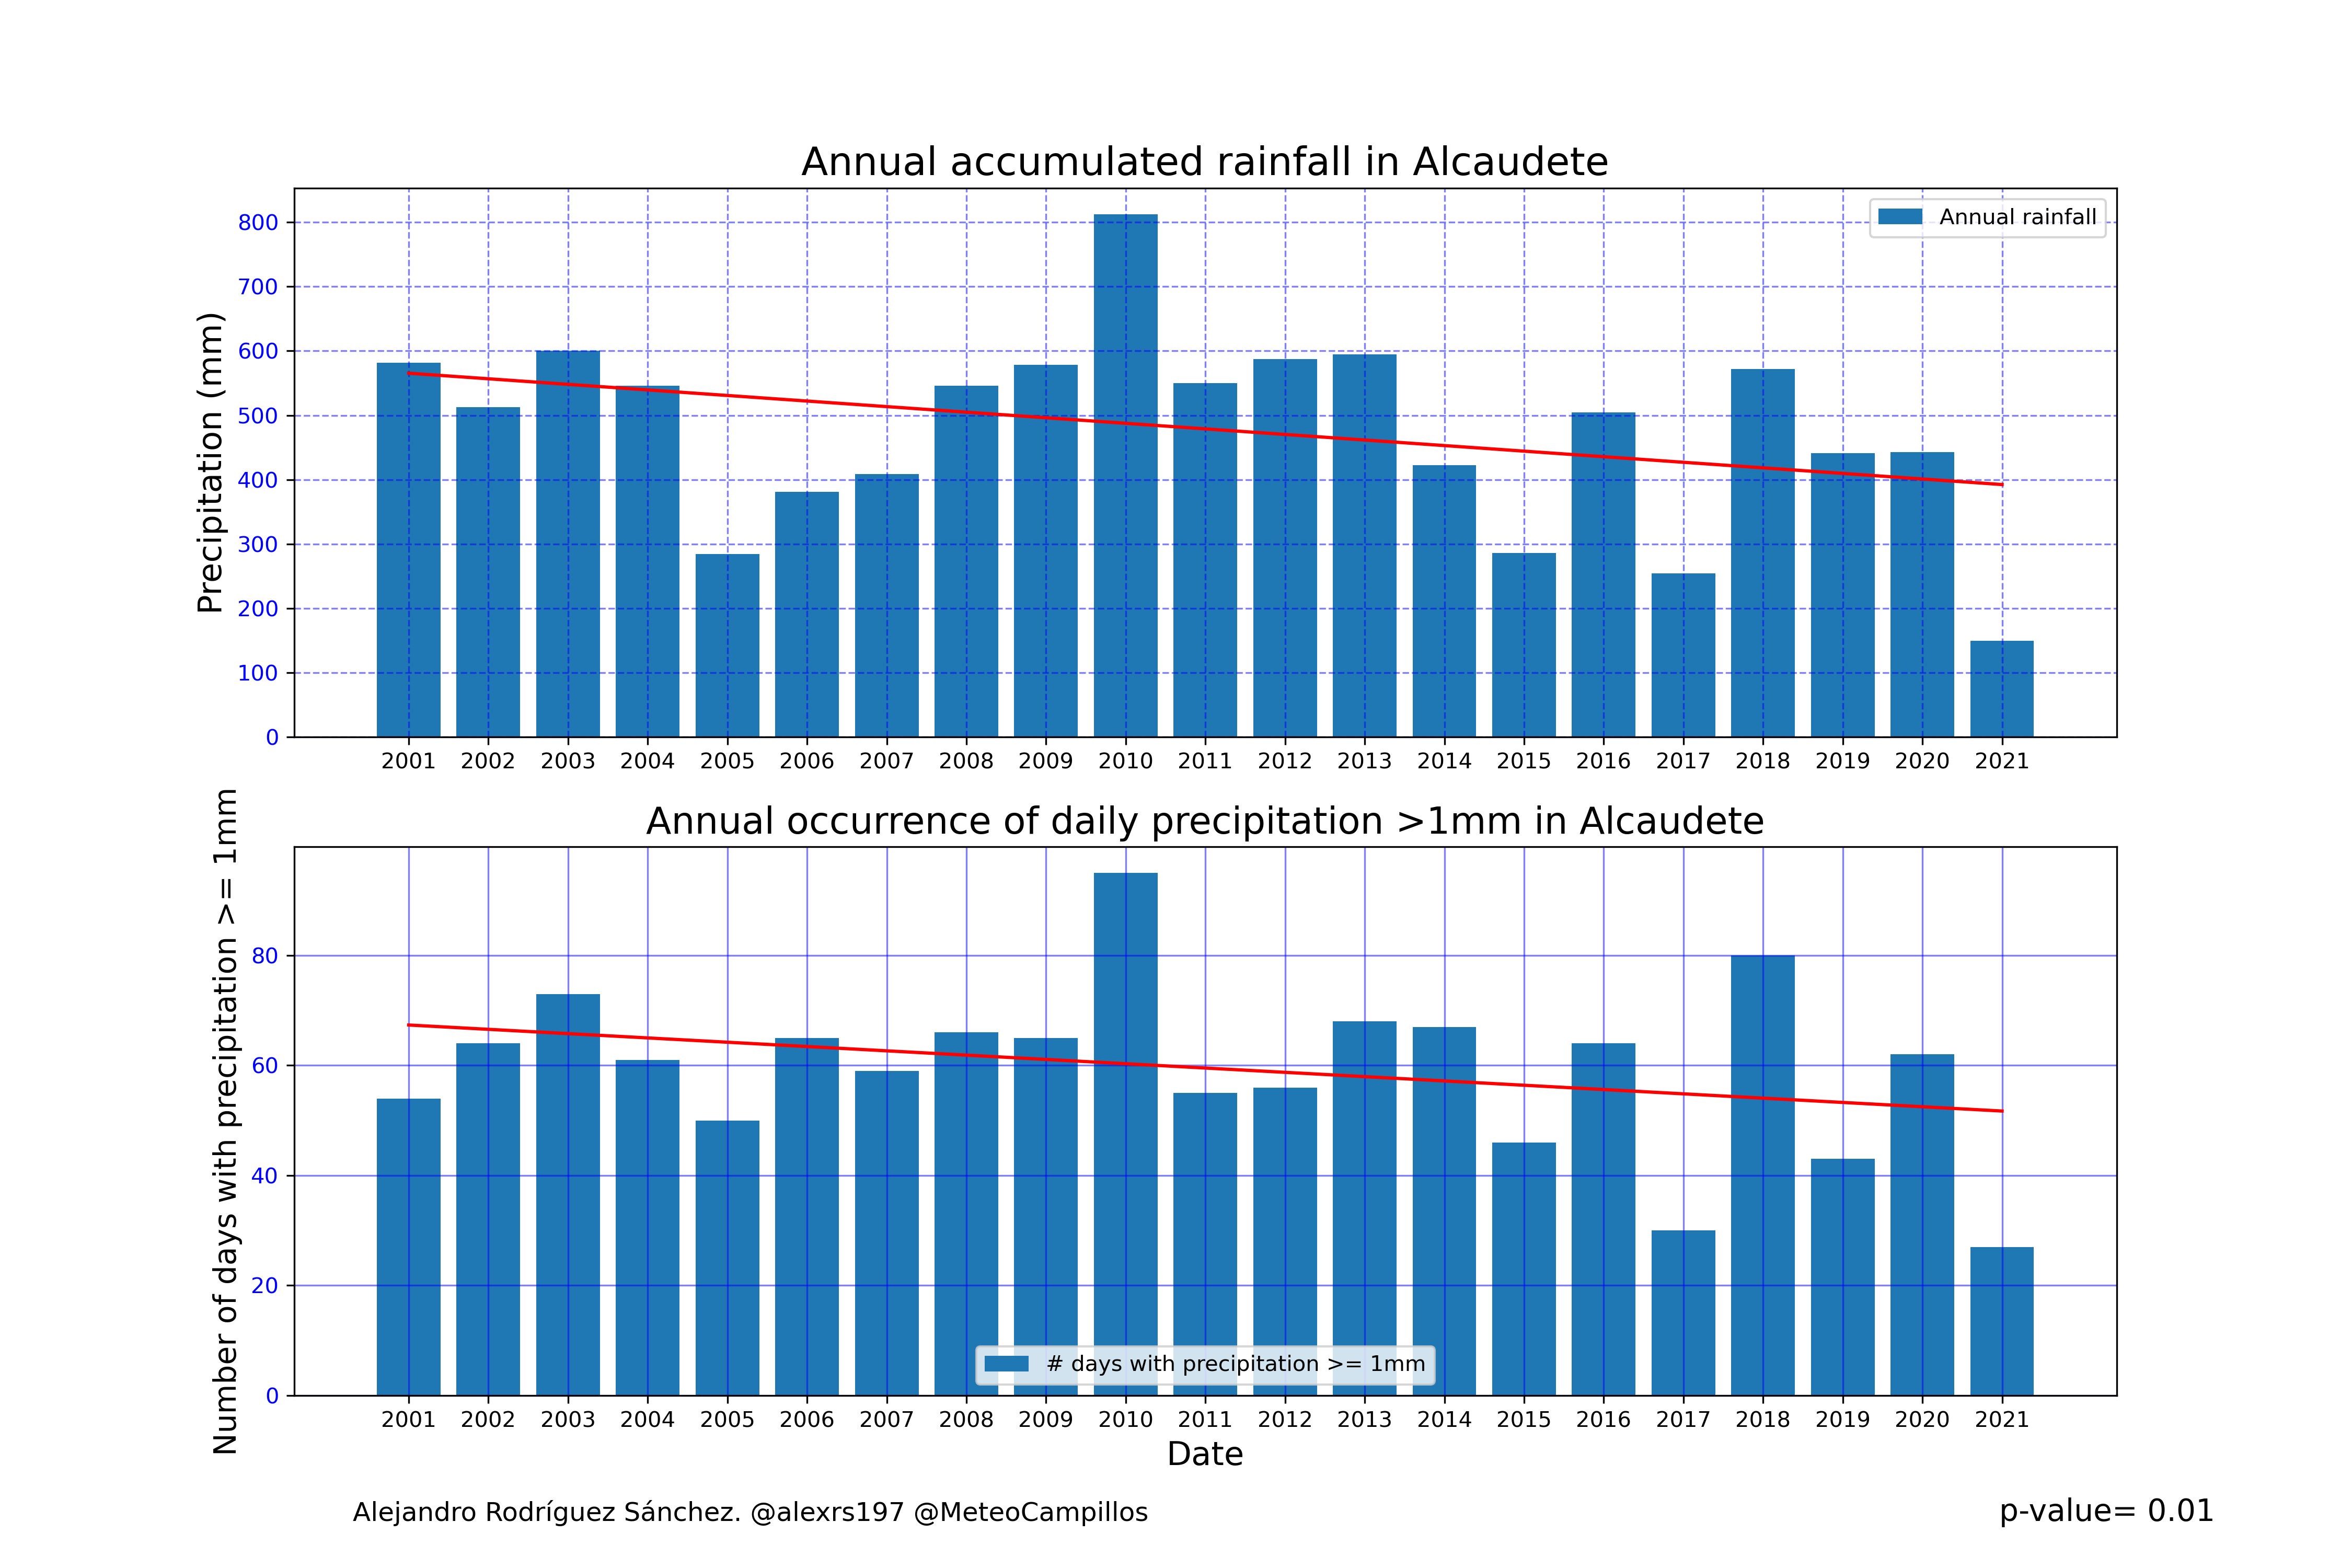 Annual accumulated rainfall in Alcaudete
Precipitation (mm)
800
700
600
500
400
300
200
100
0
Annual rainfall
2001 2002 2003 2004 2005 2006 2007 2008 2009 2010 2011 2012 2013 2014 2015 2016 2017 2018 2019 2020 2021
Annual occurrence of daily precipitation >1mm in Alcaudete
Number of days with precipitation >= 1mm
80
60
40
20
0
# days with precipitation >= 1mm
2001 2002 2003 2004 2005 2006 2007 2008 2009 2010 2011 2012 2013 2014 2015 2016 2017 2018 2019 2020 2021
Date
Alejandro Rodríguez Sánchez. @alexrs197 @MeteoCampillos
p-value= 0.01